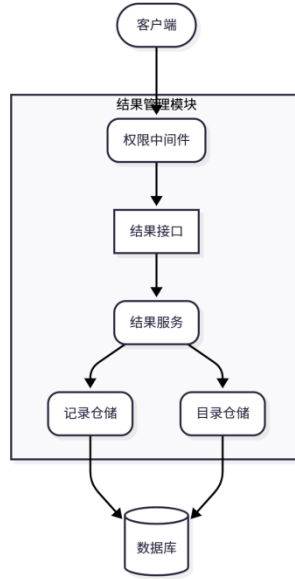 客户端
结果管理模块
权限中间件
结果接口
结果服务
记录仓储
目录仓储
数据库